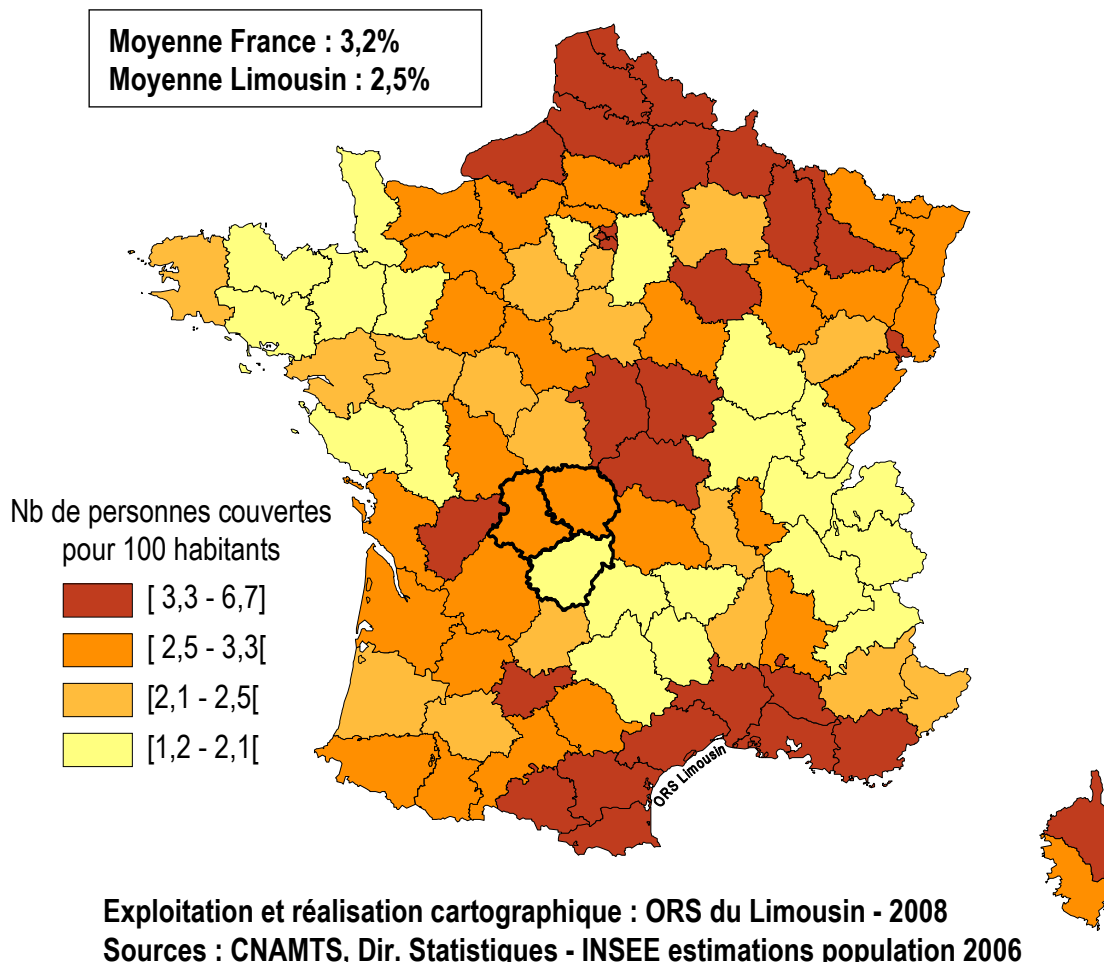 Moyenne France : 3,2%
Moyenne Limousin : 2,5%
Nb de personnes couvertes
pour 100 habitants
[ 3,3 - 6,7]
[ 2,5 - 3,3[
[2,1 - 2,5[
[1,2 - 2,1[
ORS Limousin
Exploitation et réalisation cartographique : ORS du Limousin - 2008
Sources : CNAMTS, Dir. Statistiques - INSEE estimations population 2006